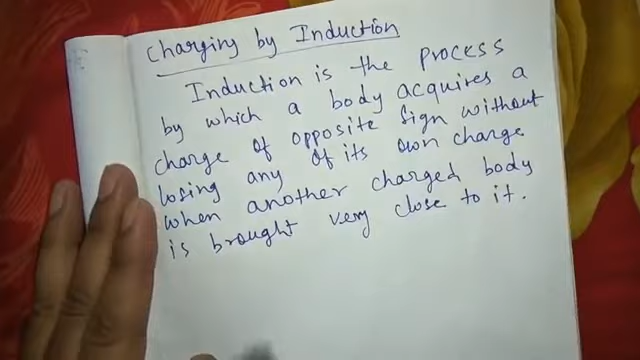 Charging by Induction
Induction is the process
by which a body acquires a
charge of opposite sign without
losing any of its own charge
when another charged body
is brought very close to it.